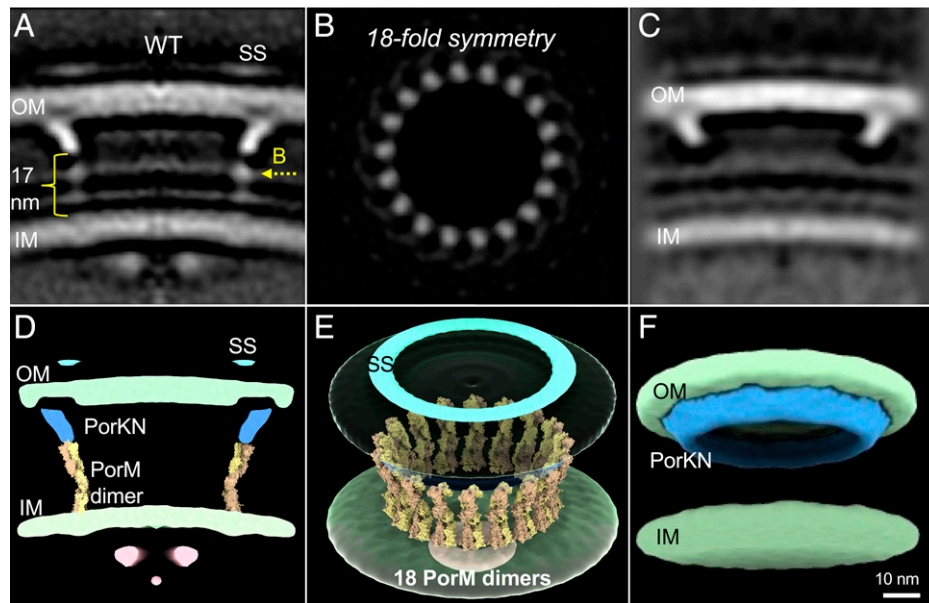 A
WT
SS
OM
17
nm
B
IM
B
18-fold symmetry
C
OM
IM
D
SS
OM
PorKN
PorM
dimer
IM
E
SS
18 PorM dimers
F
OM
PorKN
IM
10 nm